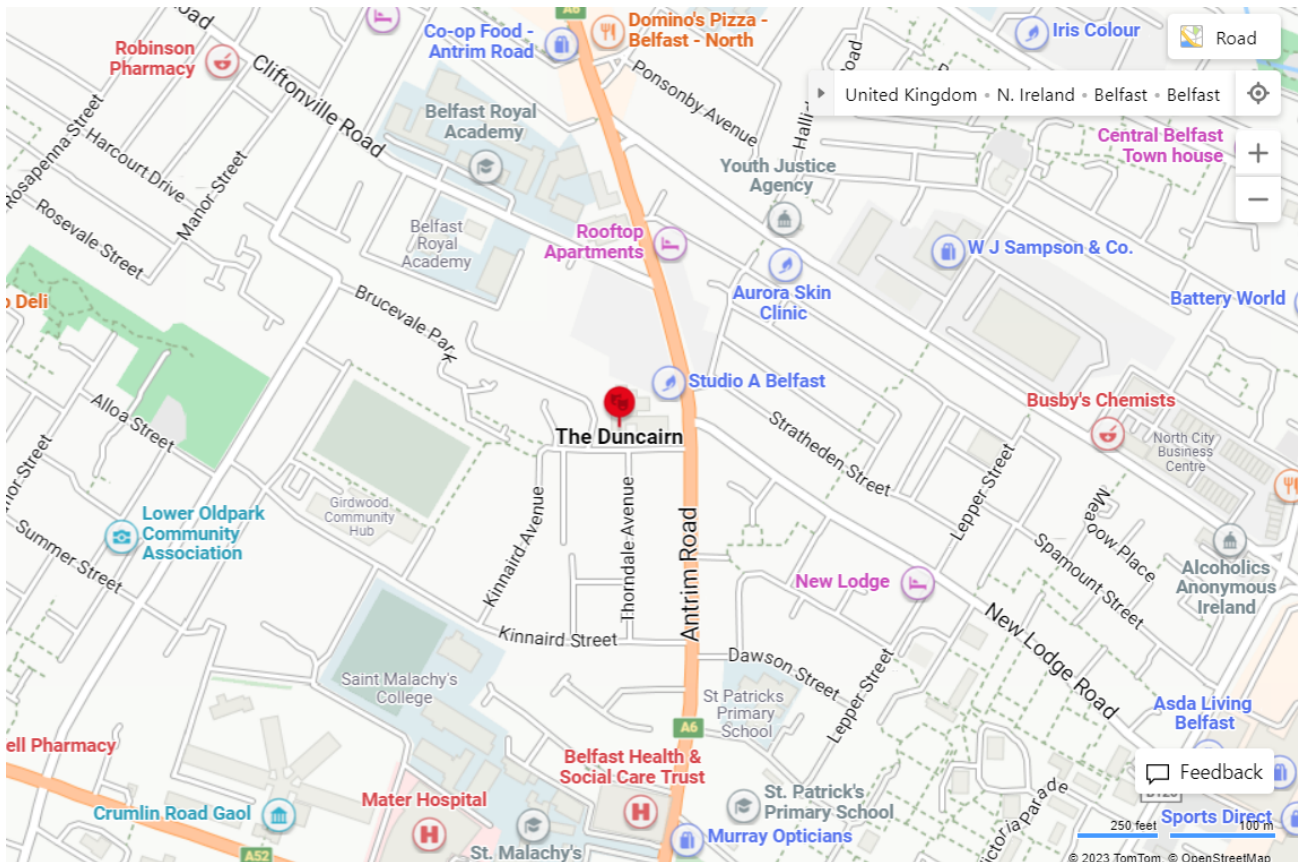 A6
Co-op Food -
Antrim Road
Domino's Pizza -
Belfast - North
Iris Colour
Road
Robinson
Pharmacy
Cliftonville Road
Ponsonby Avenue
Road
United Kingdom • N. Ireland • Belfast • Belfast
Rosapenna Street
Harcourt Drive
Manor Street
Belfast Royal
Academy
Youth Justice
Agency
Central Belfast
Town house
Rosevale Street
Belfast
Royal
Academy
Rooftop
Apartments
W J Sampson & Co.
Deli
Brucevale Park
Aurora Skin
Clinic
Battery World
Studio A Belfast
Alloa Street
The Duncairn
Stratheden Street
Busby's Chemists
North City
Business
Centre
Lepper Street
Girdwood
Community
Hub
Kinnaird Avenue
Thorndale Avenue
Antrim Road
Lower Oldpark
Community
Association
Summer Street
Place
Spamount Street
Alcoholics
Anonymous
Ireland
New Lodge
New Lodge Road
Kinnaird Street
Dawson Street
Lepper Street
Saint Malachy's
College
St Patricks
Primary
School
A6
Asda Living
Belfast
ell Pharmacy
Belfast Health &
Social Care Trust
Feedback
Crumlin Road Gaol
Mater Hospital
St. Patrick's
Primary School
Murray Opticians
Sports Direct
Parade
A52
St. Malachy's
250 feet
100 m
© 2023 TomTom, © OpenStreetMap